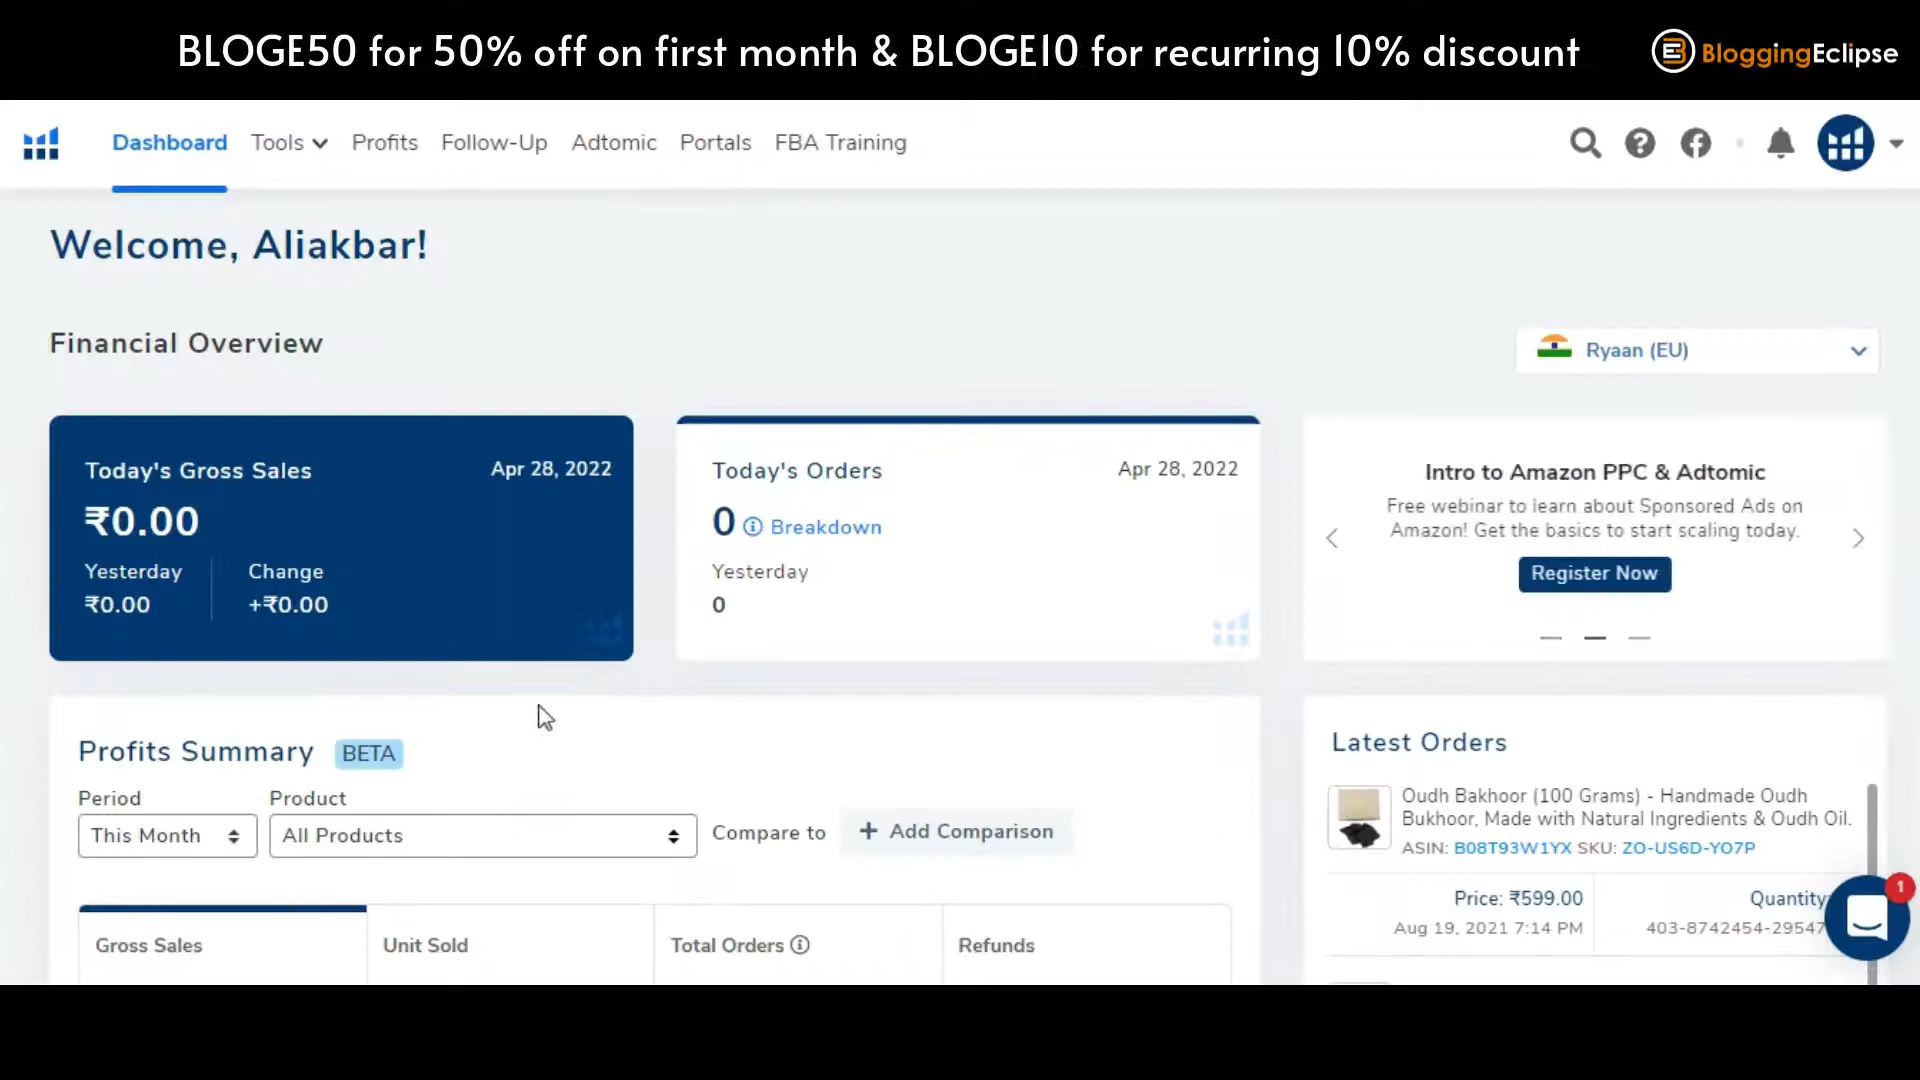 BLOGE50 for 50% off on first month & BLOGE10 for recurring 10% discount
BloggingEclipse
Dashboard Tools Profits Follow-Up Adtomic Portals FBA Training
Welcome, Aliakbar!
Financial Overview
Ryaan (EU)
Today's Gross Sales Apr 28, 2022
₹0.00
Yesterday Change
₹0.00 +₹0.00
Today's Orders Apr 28, 2022
0 Breakdown
Yesterday
0
Intro to Amazon PPC & Adtomic
Free webinar to learn about Sponsored Ads on
Amazon! Get the basics to start scaling today.
Register Now
Profits Summary BETA
Period Product
This Month All Products Compare to + Add Comparison
Gross Sales Unit Sold Total Orders Refunds
Latest Orders
Oudh Bakhoor (100 Grams) - Handmade Oudh
Bukhoor, Made with Natural Ingredients & Oudh Oil.
ASIN: B08T93W1YX SKU: ZO-US6D-YO7P
Price: ₹599.00 Quantity:
Aug 19, 2021 7:14 PM 403-8742454-29547
1